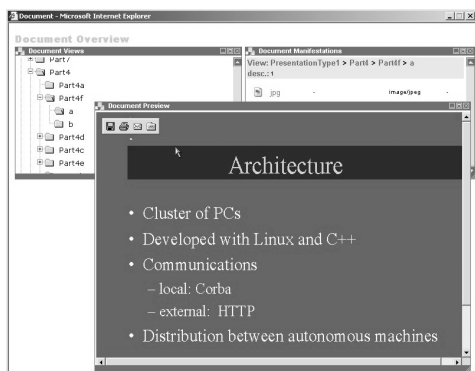 Document - Microsoft Internet Explorer
Document Overview
Document Views
Part7
Part4
Part4a
Part4f
a
b
Part4d
Part4c
Part4e
Document Manifestations
View: PresentationType1 > Part4 > Part4f > a
desc.: 1
jpg - image/jpeg -
Document Preview
Architecture
• Cluster of PCs
• Developed with Linux and C++
• Communications
– local: Corba
– external: HTTP
• Distribution between autonomous machines